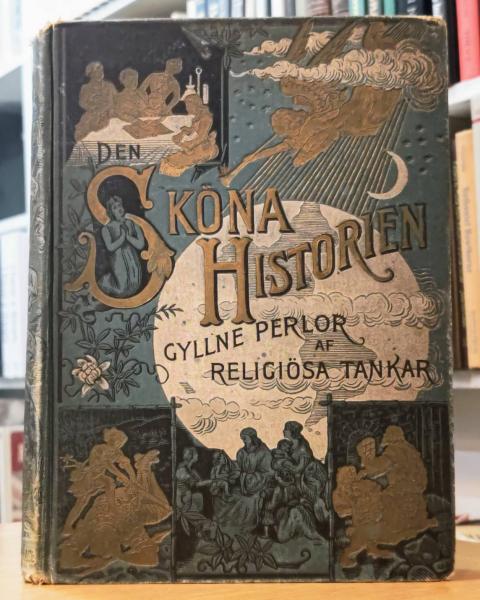 DEN
SKÖNA
HISTORIEN
GYLLNE PERLOR
AF
RELIGIÖSA TANKAR